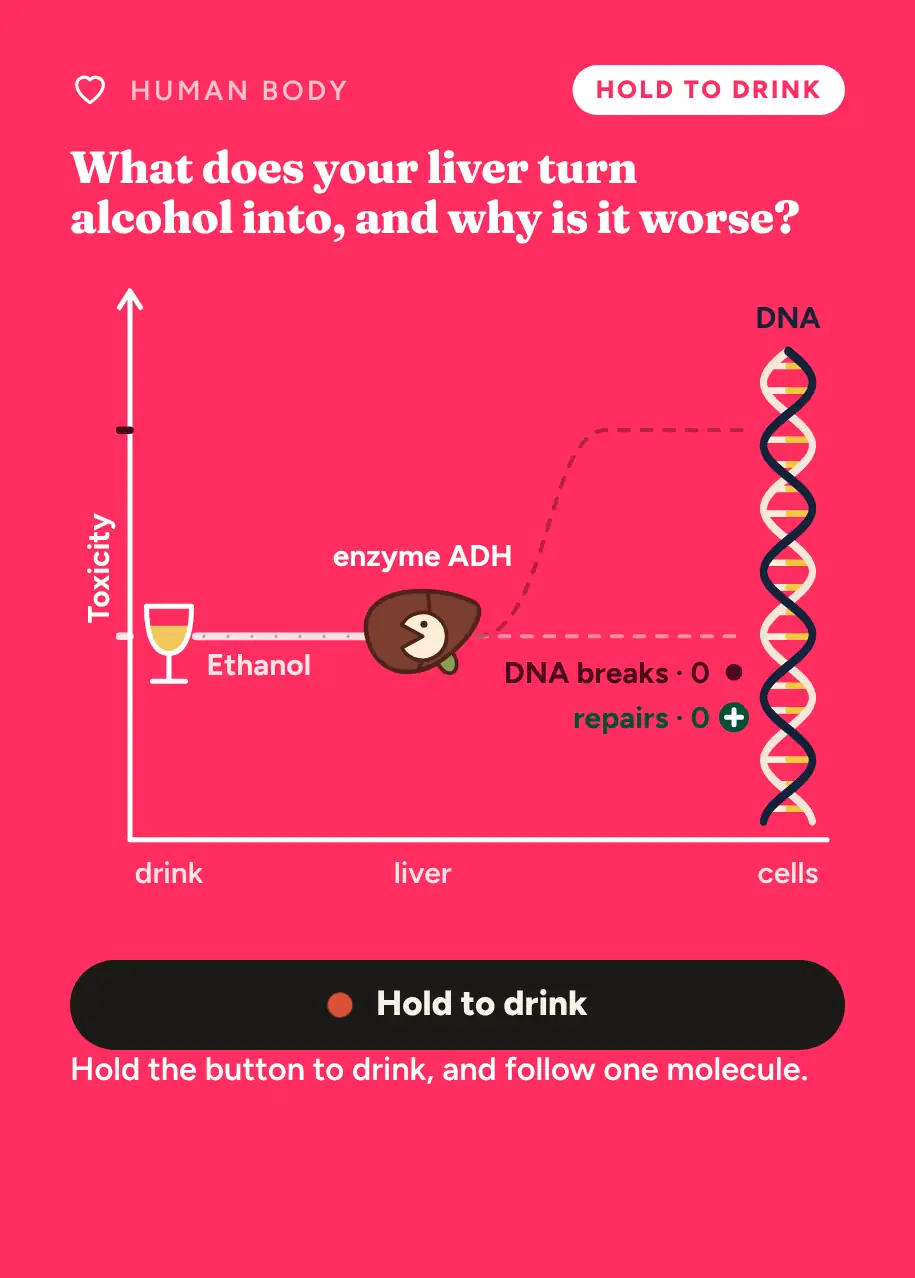 HUMAN BODY
HOLD TO DRINK
What does your liver turn
alcohol into, and why is it worse?
DNA
Toxicity
enzyme ADH
Ethanol
DNA breaks · 0
repairs · 0
drink
liver
cells
Hold to drink
Hold the button to drink, and follow one molecule.